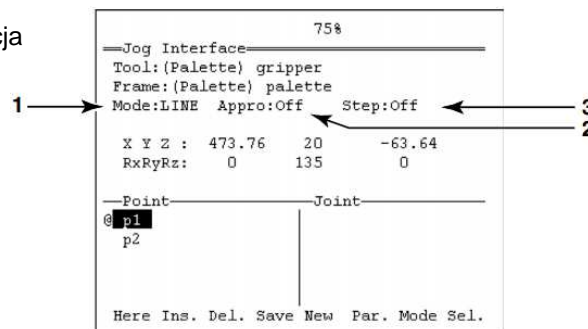 cja
75%
Jog Interface
Tool:(Palette) gripper
Frame:(Palette) palette
1 Mode:LINE Appro:Off Step:Off 3
2
X Y Z : 473.76 20 -63.64
RxRyRz: 0 135 0
Point Joint
@ p1
p2
Here Ins. Del. Save New Par. Mode Sel.